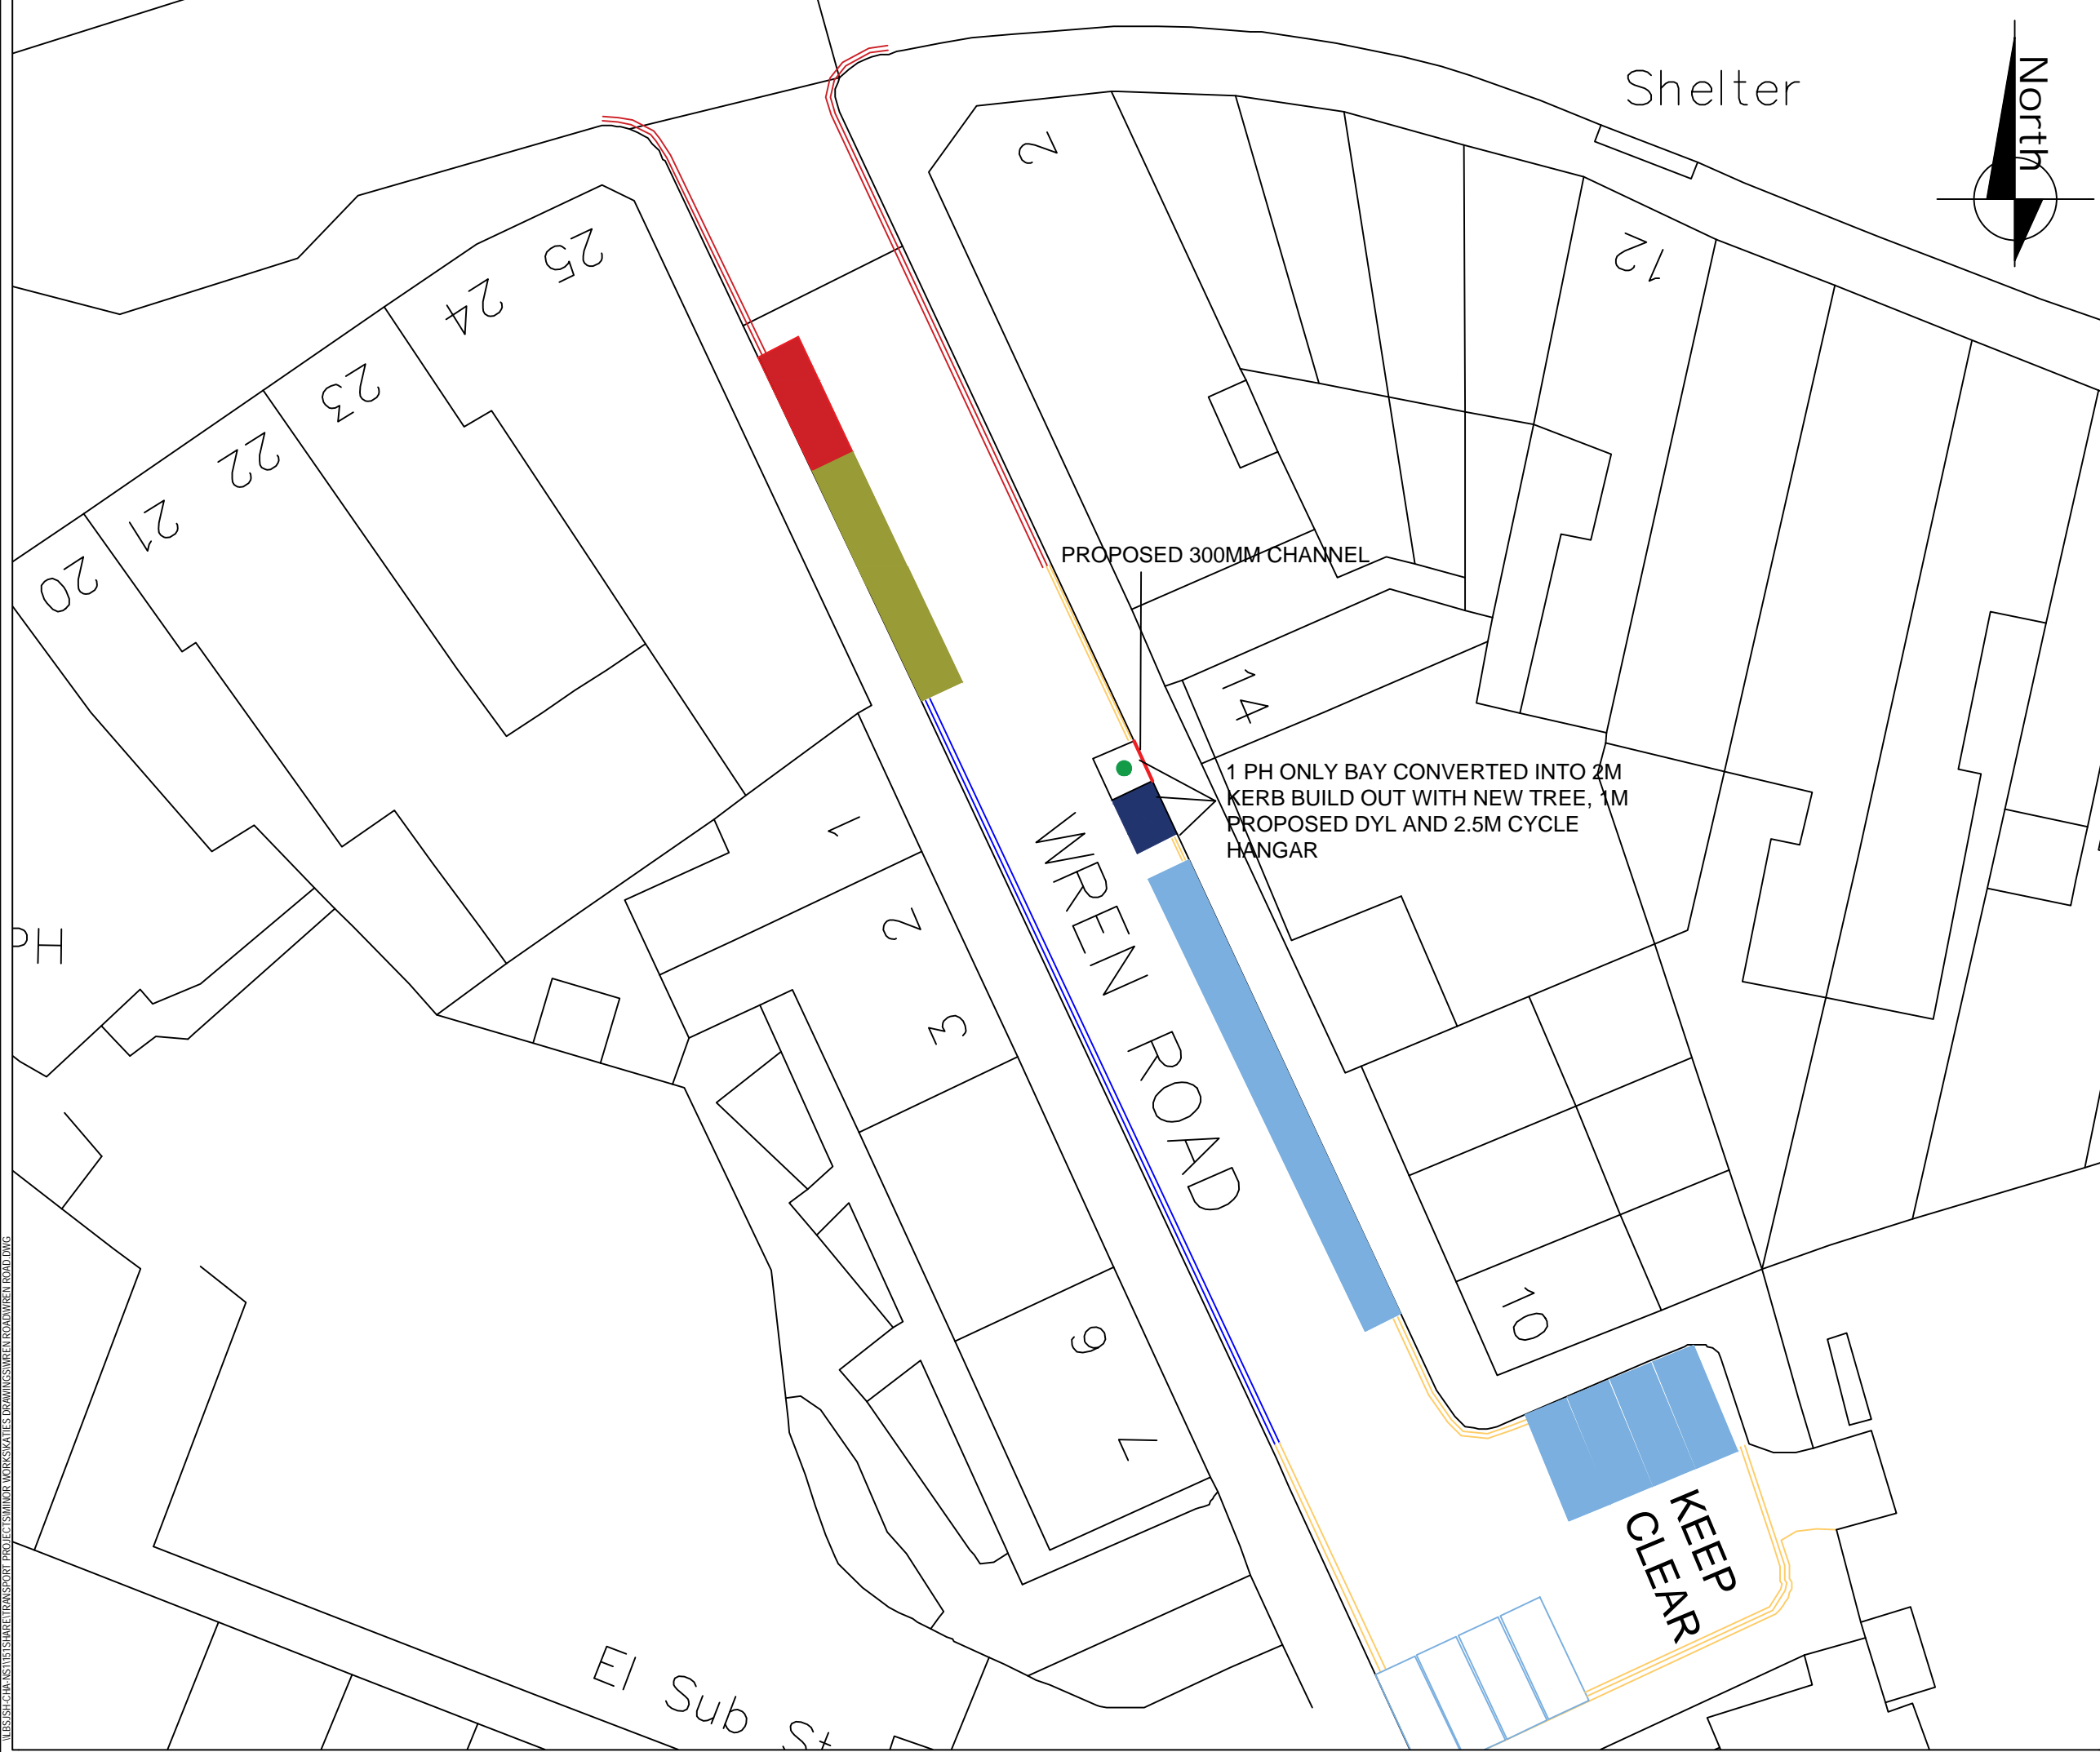 Shelter
North
2
12
25
24
23
22
21
20
PROPOSED 300MM CHANNEL
14
1 PH ONLY BAY CONVERTED INTO 2M
KERB BUILD OUT WITH NEW TREE, 1M
PROPOSED DYL AND 2.5M CYCLE
HANGAR
1
2
3
WREN ROAD
PH
6
7
10
KEEP
CLEAR
El Sub St